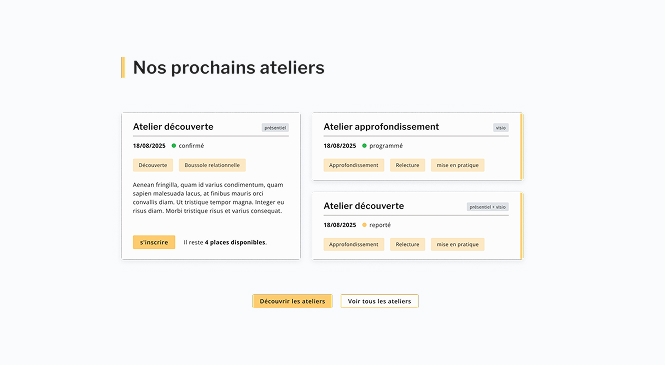 Nos prochains ateliers
Atelier découverte
présentiel
18/08/2025 confirmé
Découverte
Boussole relationnelle
Aenean fringilla, quam id varius condimentum, quam
sapien malesuada lacus, at finibus mauris orci
convallis diam. Ut tristique tempor magna. Integer eu
risus diam. Morbi tristique risus et varius consequat.
s'inscrire
Il reste 4 places disponibles.
Atelier approfondissement
visio
18/08/2025 programmé
Approfondissement
Relecture
mise en pratique
Atelier découverte
présentiel + visio
18/08/2025 reporté
Approfondissement
Relecture
mise en pratique
Découvrir les ateliers
Voir tous les ateliers